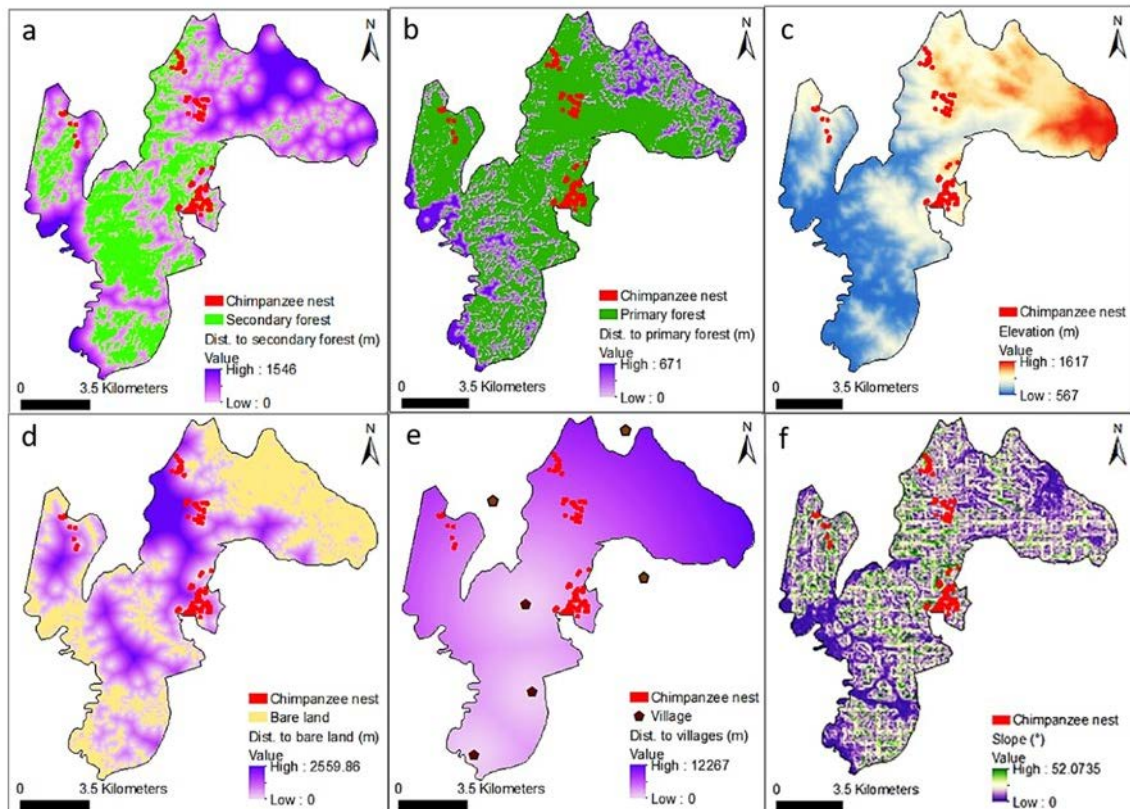 a
N
Chimpanzee nest
Secondary forest
Dist. to secondary forest (m)
Value
High : 1546
Low : 0
0
3.5 Kilometers
b
N
Chimpanzee nest
Primary forest
Dist. to primary forest (m)
Value
High : 671
Low : 0
0
3.5 Kilometers
c
N
Chimpanzee nest
Elevation (m)
Value
High : 1617
Low : 567
0
3.5 Kilometers
d
N
Chimpanzee nest
Bare land
Dist. to bare land (m)
Value
High : 2559.86
Low : 0
0
3.5 Kilometers
e
N
Chimpanzee nest
Village
Dist. to villages (m)
Value
High : 12267
Low : 0
0
3.5 Kilometers
f
N
Chimpanzee nest
Slope (°)
Value
High : 52.0735
Low : 0
0
3.5 Kilometers